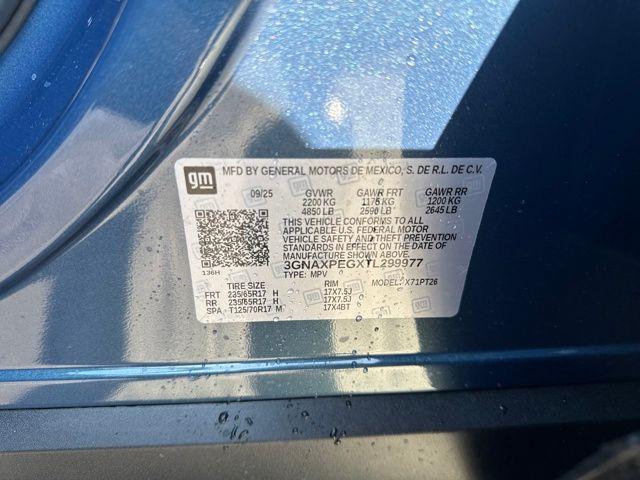 gm
MFD BY GENERAL MOTORS DE MEXICO, S. DE R.L. DE C.V.
09/25 GVWR GAWR FRT GAWR RR
2200 KG 1175 KG 1200 KG
4850 LB 2590 LB 2645 LB
THIS VEHICLE CONFORMS TO ALL
APPLICABLE U.S. FEDERAL MOTOR
VEHICLE SAFETY AND THEFT PREVENTION
STANDARDS IN EFFECT ON THE DATE OF
MANUFACTURE SHOWN ABOVE.
136H 3GNAXPEGXTL299977
TYPE: MPV MODEL: X71PT26
TIRE SIZE RIM
FRT 235/65R17 H 17X7.5J
RR 235/65R17 H 17X7.5J
SPA T125/70R17 M 17X4BT